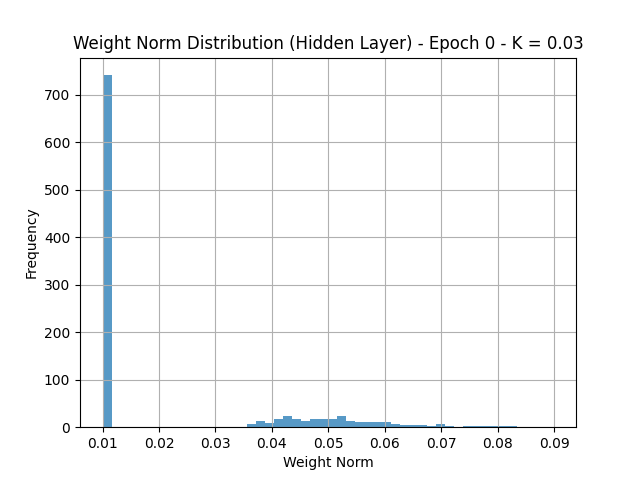 Weight Norm Distribution (Hidden Layer) - Epoch 0 - K = 0.03
700
600
500
400
300
200
100
0
Frequency
0.01 0.02 0.03 0.04 0.05 0.06 0.07 0.08 0.09
Weight Norm